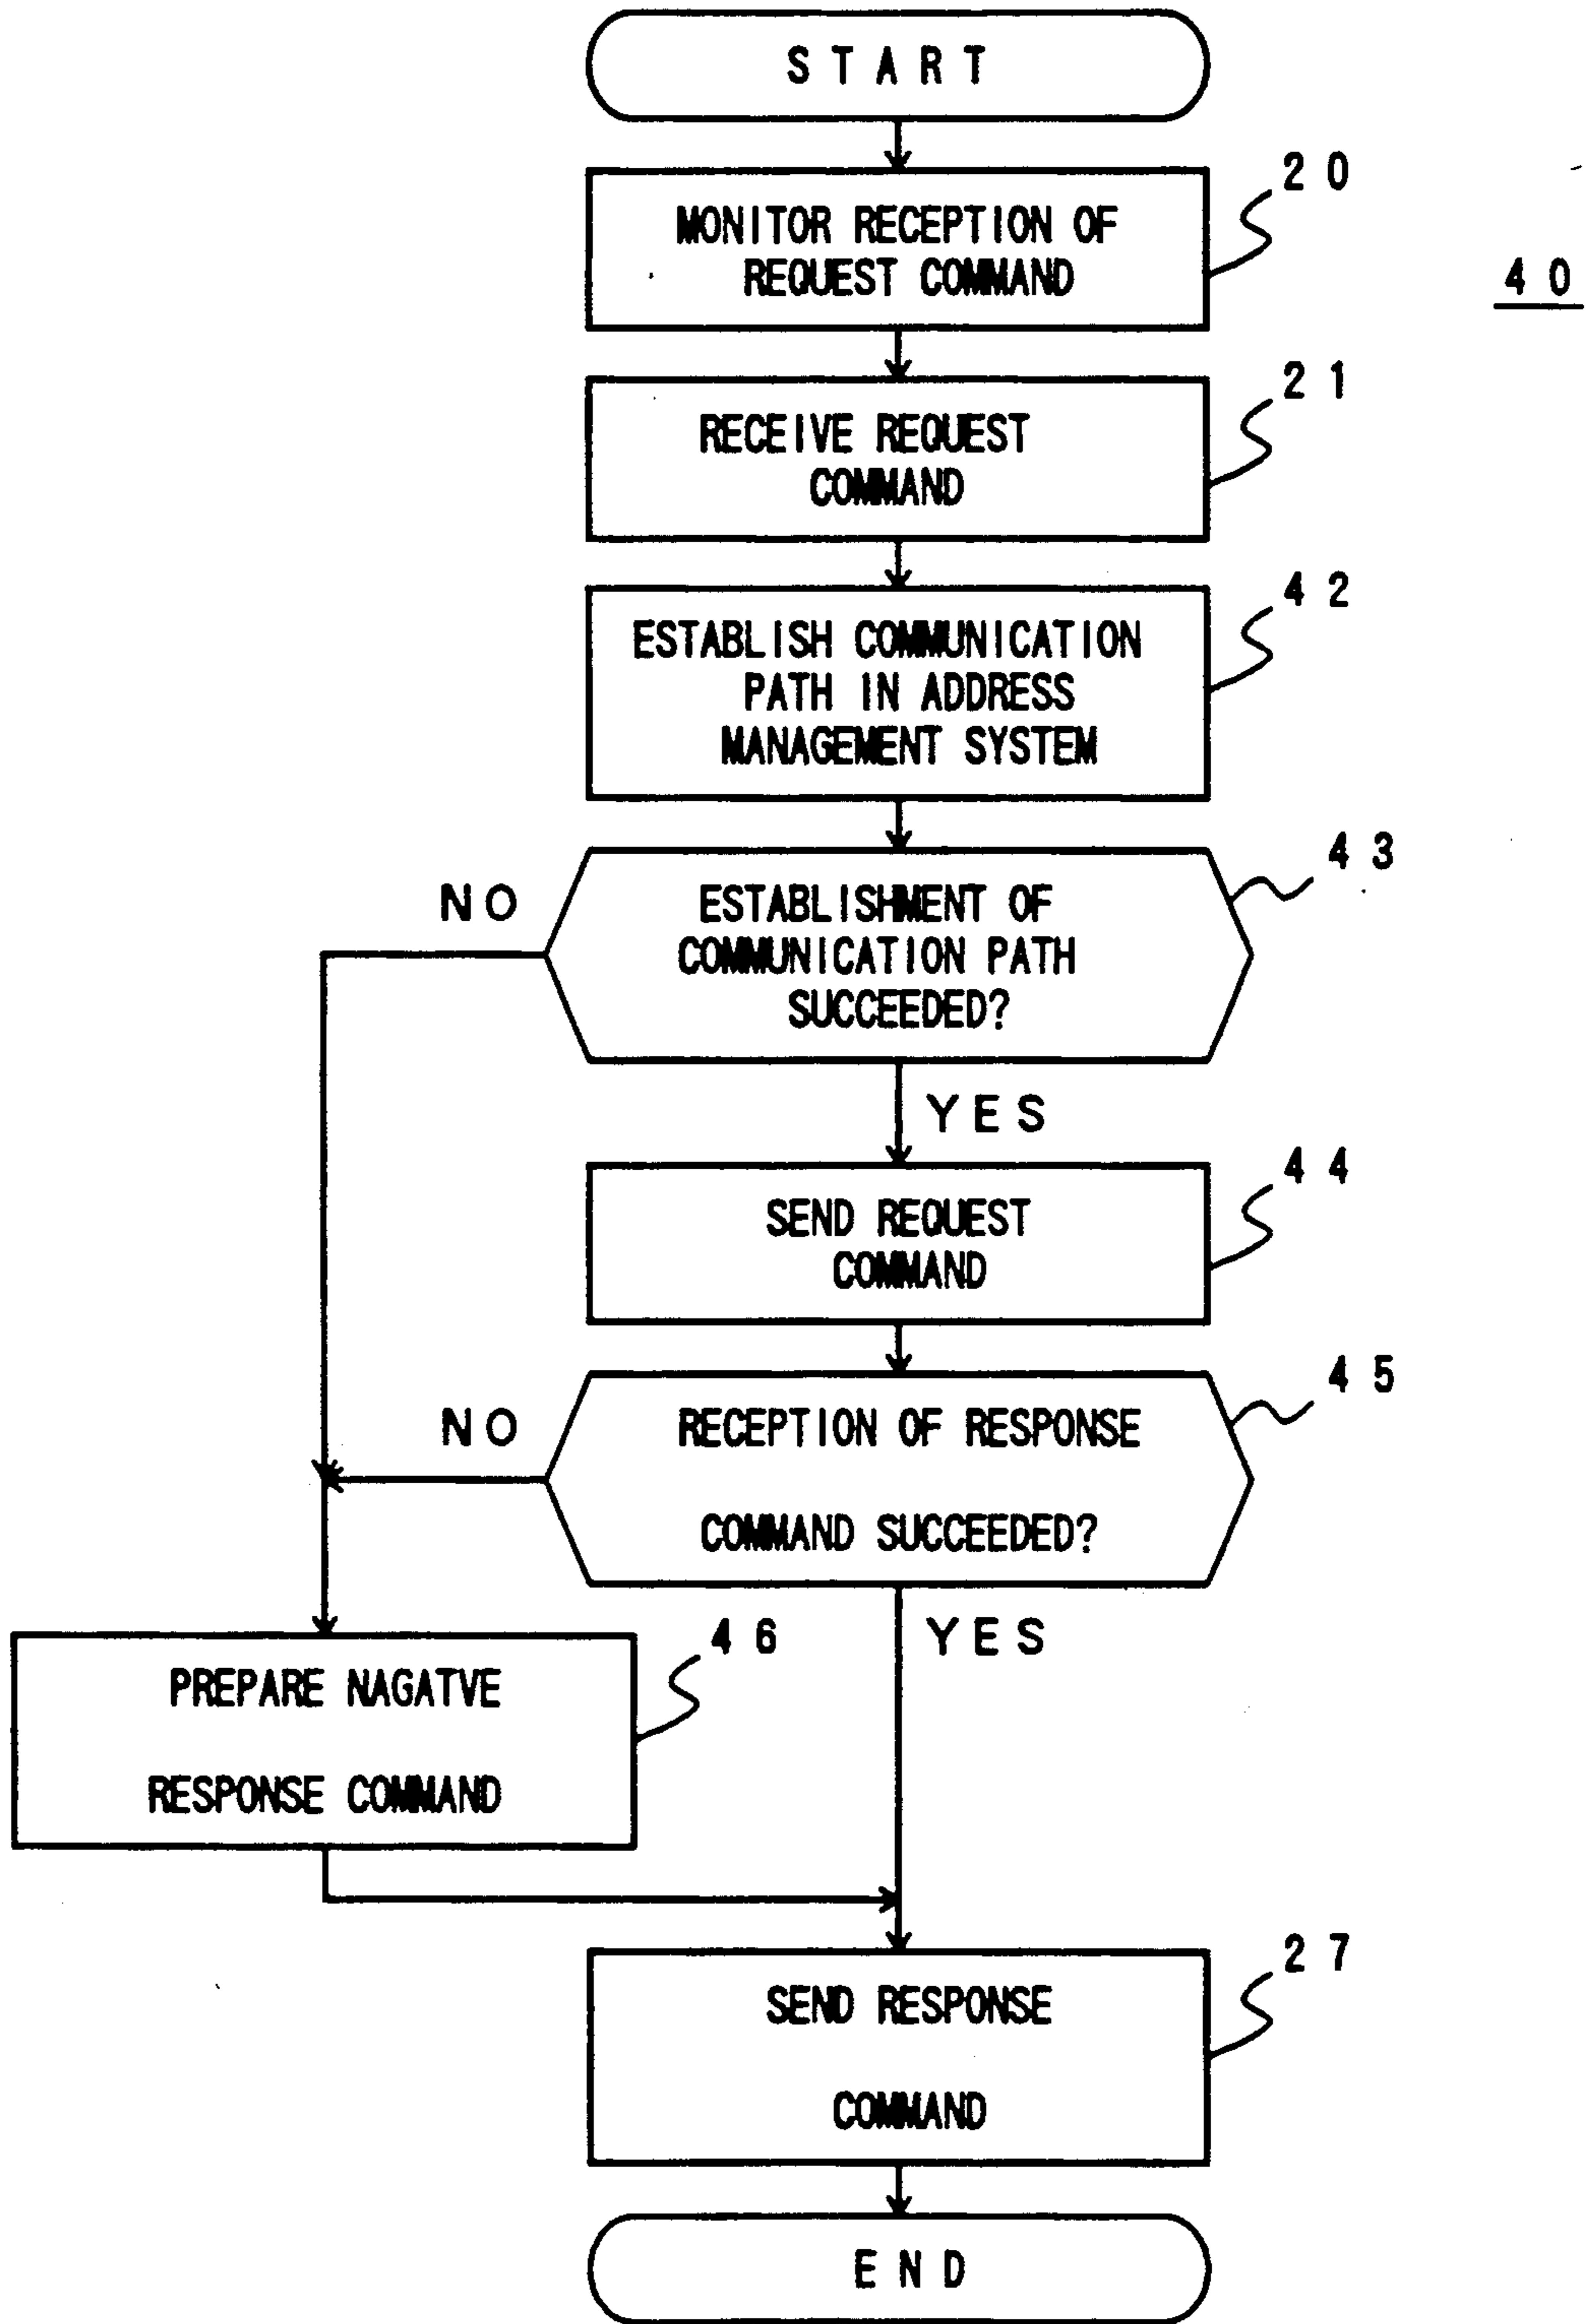 START
20
MONITOR RECEPTION OF
REQUEST COMMAND
40
21
RECEIVE REQUEST
COMMAND
42
ESTABLISH COMMUNICATION
PATH IN ADDRESS
MANAGEMENT SYSTEM
43
NO
ESTABLISHMENT OF
COMMUNICATION PATH
SUCCEEDED?
YES
44
SEND REQUEST
COMMAND
45
NO
RECEPTION OF RESPONSE
COMMAND SUCCEEDED?
YES
46
PREPARE NAGATVE
RESPONSE COMMAND
27
SEND RESPONSE
COMMAND
END